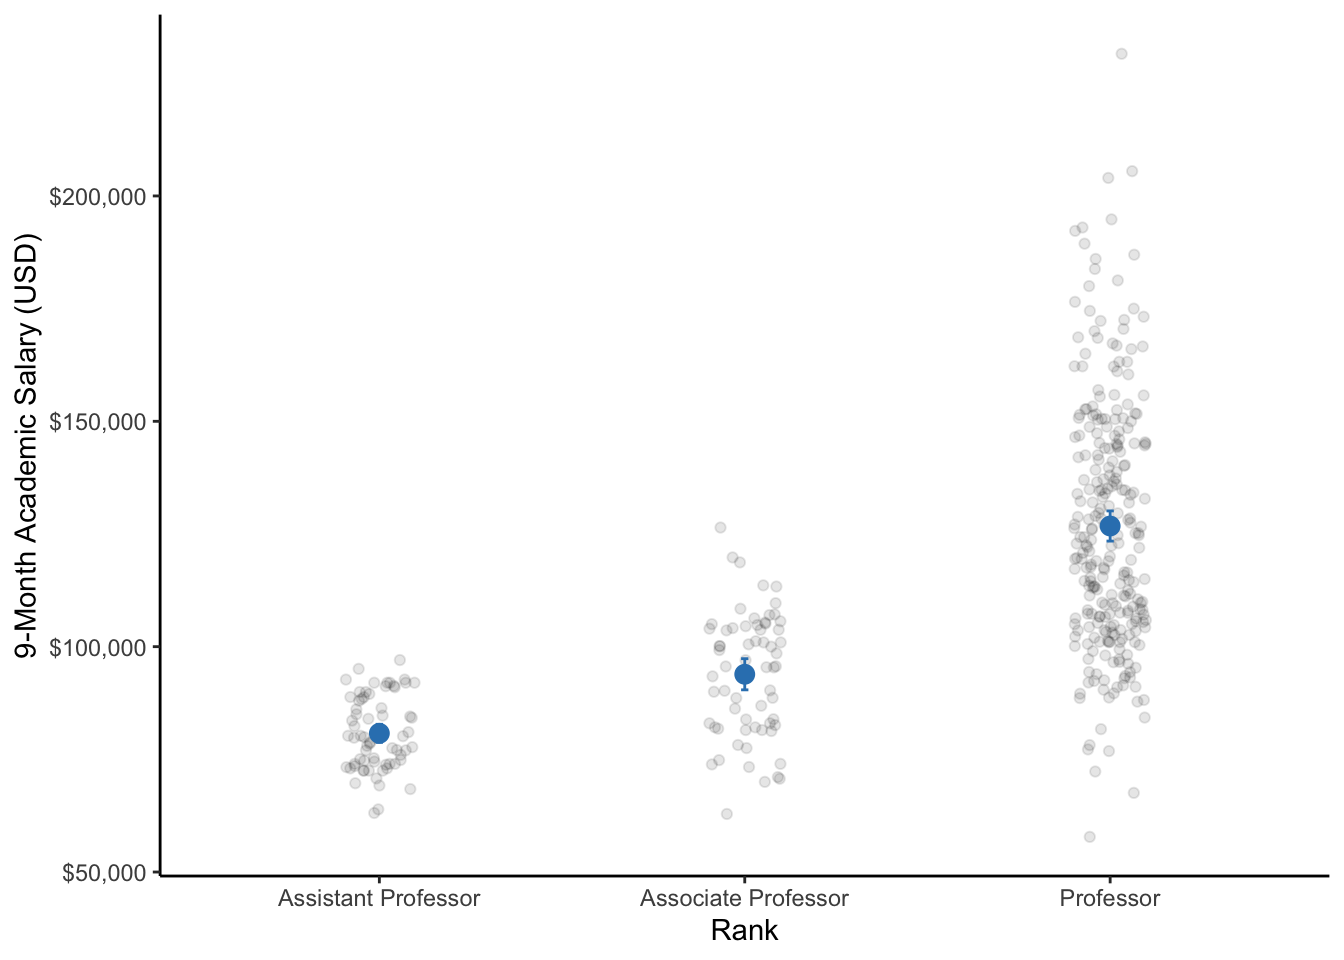 9-Month Academic Salary (USD)
$200,000
$150,000
$100,000
$50,000
Assistant Professor
Associate Professor
Professor
Rank